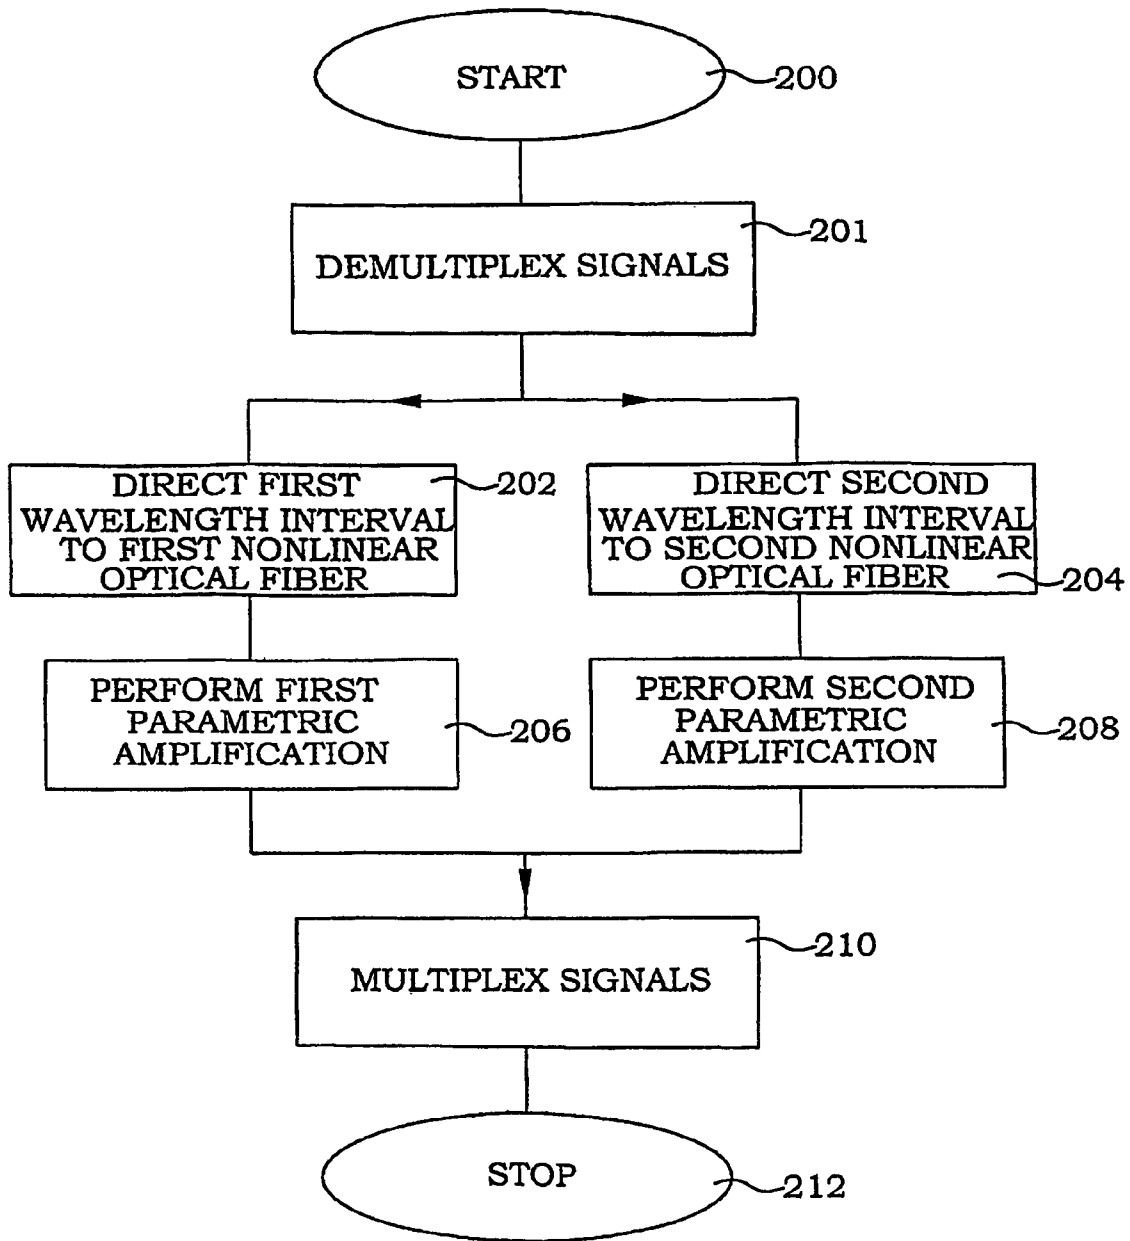 START
200
DEMULTIPLEX SIGNALS
201
DIRECT FIRST
WAVELENGTH INTERVAL
TO FIRST NONLINEAR
OPTICAL FIBER
202
DIRECT SECOND
WAVELENGTH INTERVAL
TO SECOND NONLINEAR
OPTICAL FIBER
204
PERFORM FIRST
PARAMETRIC
AMPLIFICATION
206
PERFORM SECOND
PARAMETRIC
AMPLIFICATION
208
MULTIPLEX SIGNALS
210
STOP
212